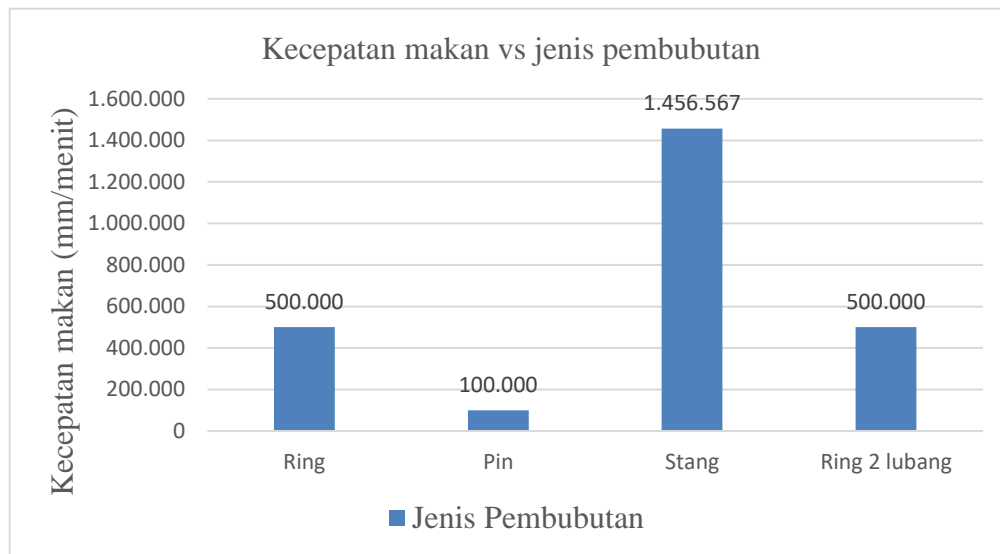 Kecepatan makan vs jenis pembubutan
Kecepatan makan (mm/menit)
1.600.000
1.400.000
1.200.000
1.000.000
800.000
600.000
400.000
200.000
0
500.000
100.000
1.456.567
500.000
Ring
Pin
Stang
Ring 2 lubang
Jenis Pembubutan